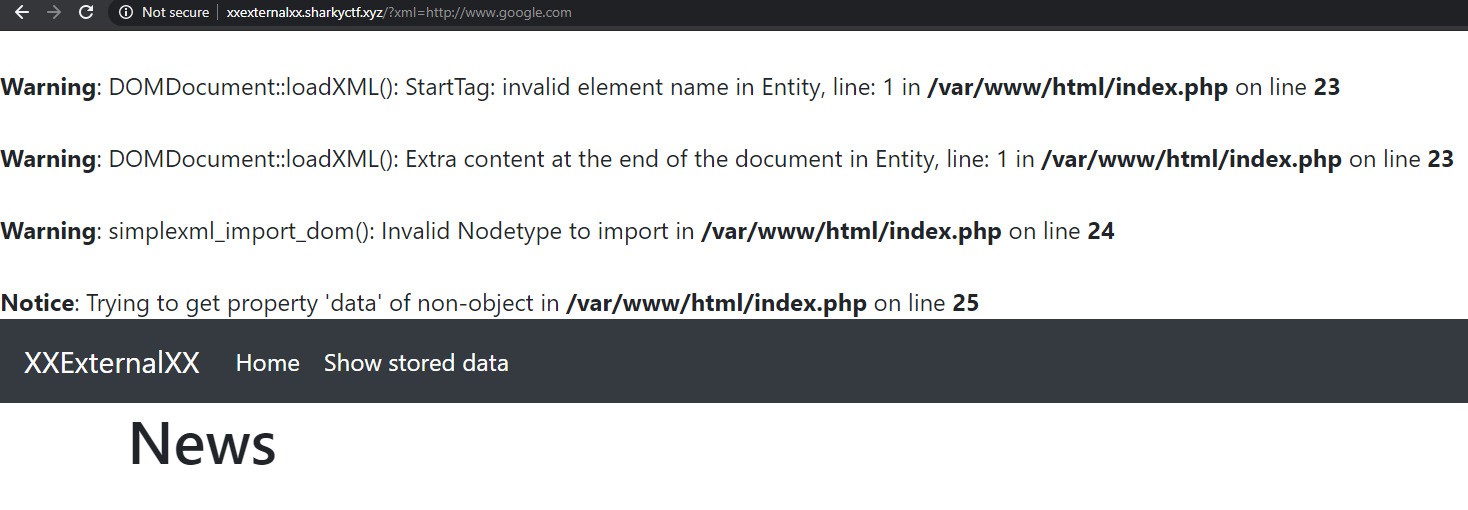 Not secure xxexternalxx.sharkyctf.xyz/?xml=http://www.google.com
Warning: DOMDocument::loadXML(): StartTag: invalid element name in Entity, line: 1 in /var/www/html/index.php on line 23
Warning: DOMDocument::loadXML(): Extra content at the end of the document in Entity, line: 1 in /var/www/html/index.php on line 23
Warning: simplexml_import_dom(): Invalid Nodetype to import in /var/www/html/index.php on line 24
Notice: Trying to get property 'data' of non-object in /var/www/html/index.php on line 25
XXExternalXX Home Show stored data
News